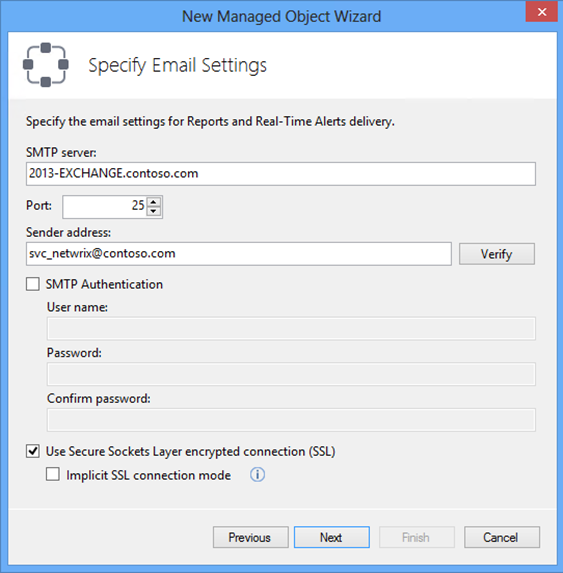 New Managed Object Wizard
Specify Email Settings
Specify the email settings for Reports and Real-Time Alerts delivery.
SMTP server:
2013-EXCHANGE.contoso.com
Port: 25
Sender address:
svc_netwrix@contoso.com Verify
SMTP Authentication
User name:
Password:
Confirm password:
Use Secure Sockets Layer encrypted connection (SSL)
Implicit SSL connection mode
Previous Next Finish Cancel